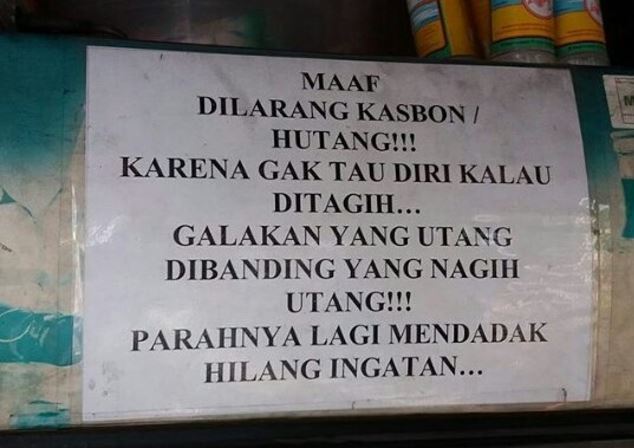 MAAF
DILARANG KASBON /
HUTANG!!!
KARENA GAK TAU DIRI KALAU
DITAGIH...
GALAKAN YANG UTANG
DIBANDING YANG NAGIH
UTANG!!!
PARAHNYA LAGI MENDADAK
HILANG INGATAN...